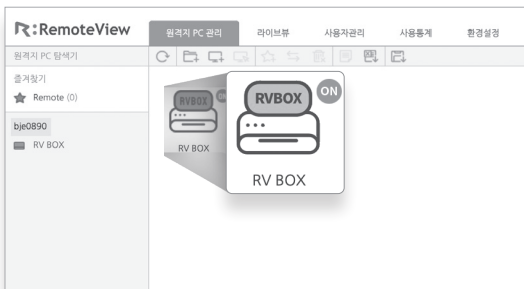 RemoteView
원격지 PC 관리 라이브뷰 사용자관리 사용통계 환경설정
원격지 PC 탐색기
즐겨찾기
Remote (0)
bje0890
RV BOX
RVBOX
RV BOX
RVBOX ON
RV BOX